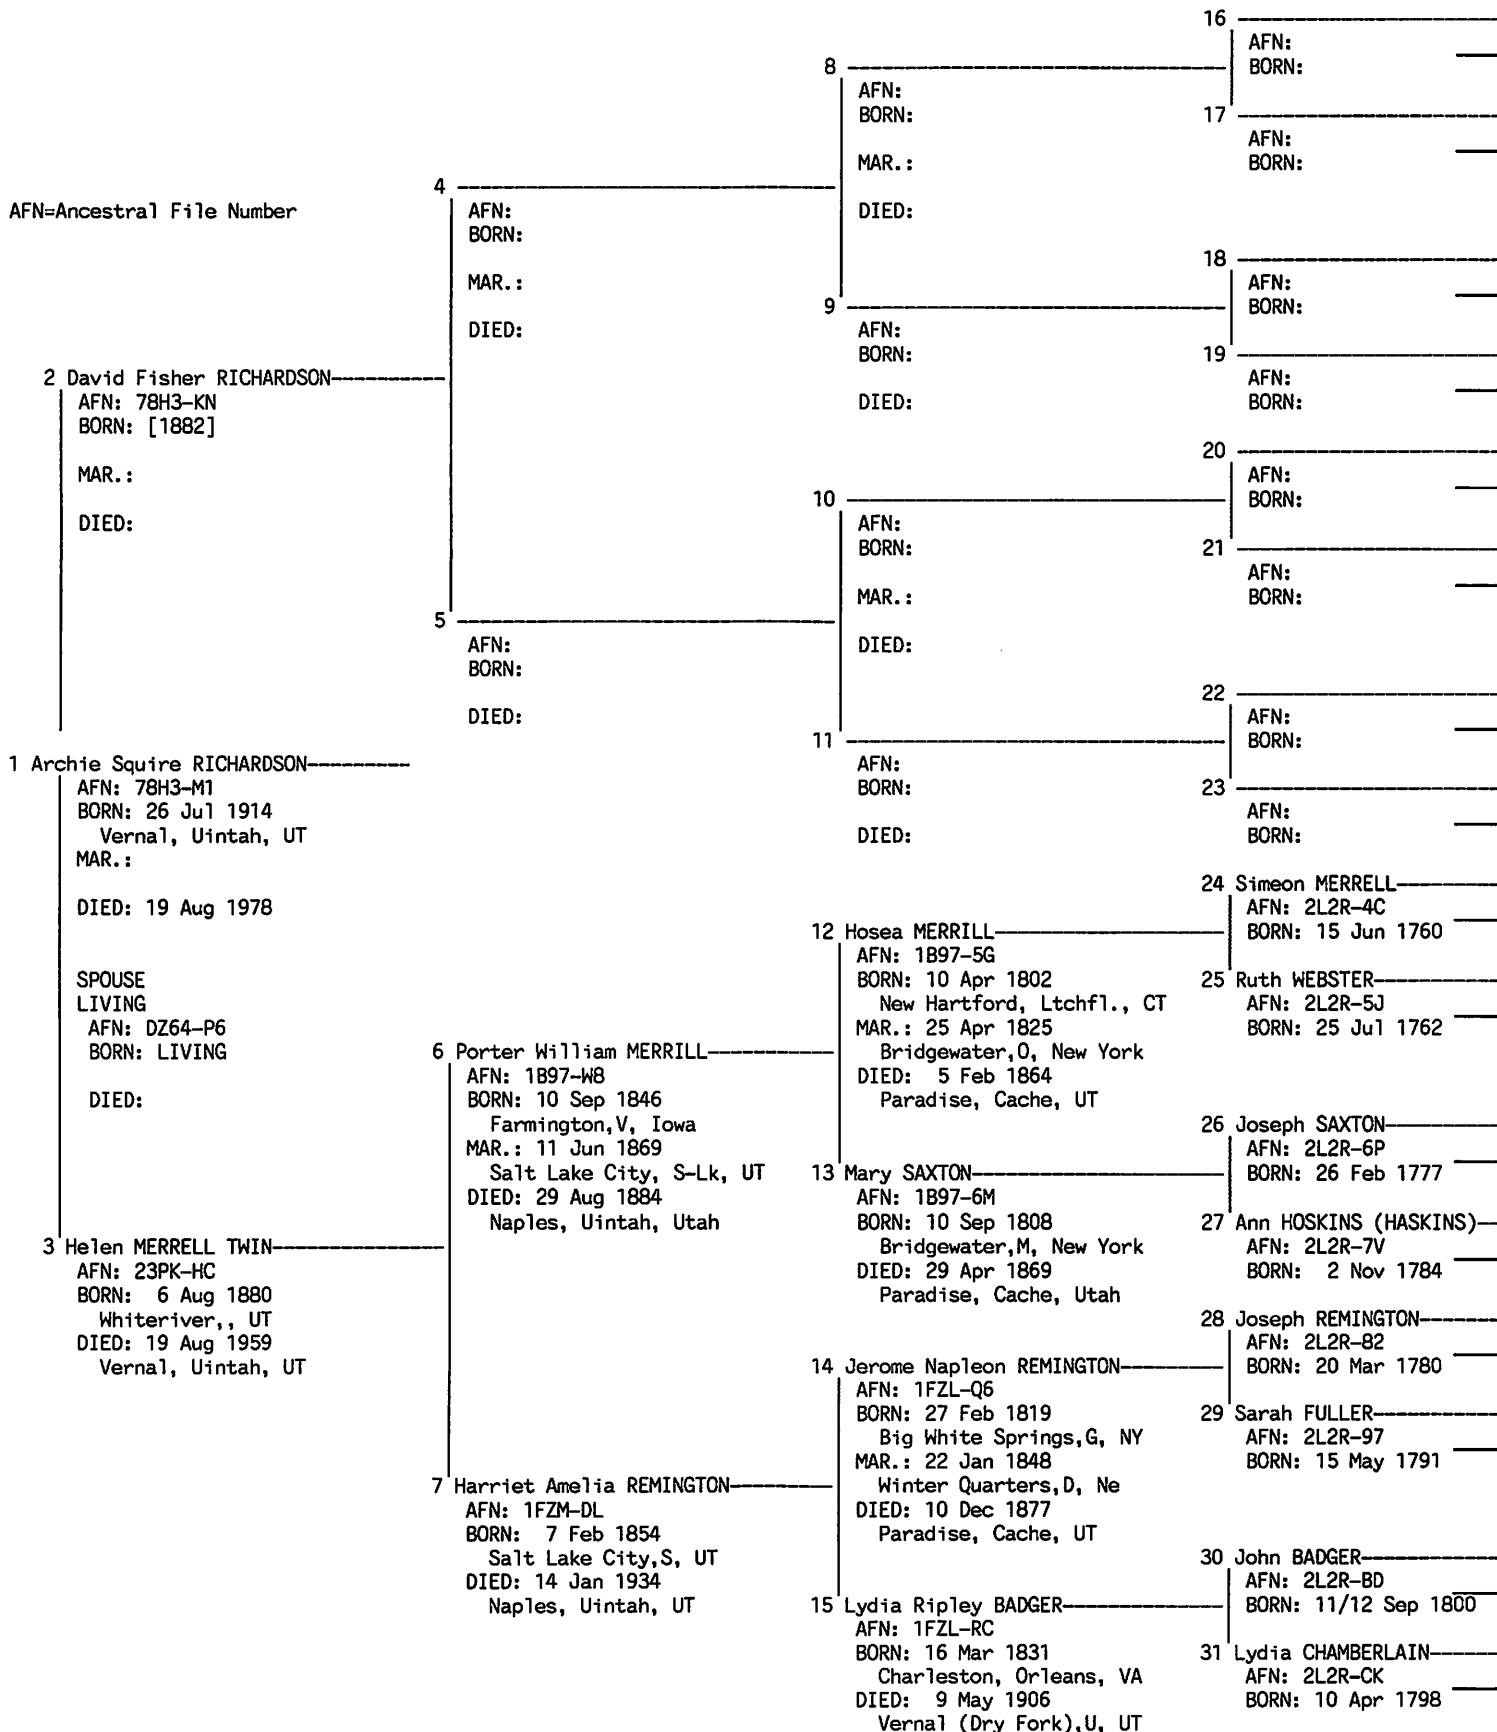 AFN=Ancestral File Number
1 Archie Squire RICHARDSON
AFN: 78H3-M1
BORN: 26 Jul 1914
Vernal, Uintah, UT
MAR.:
DIED: 19 Aug 1978
SPOUSE
LIVING
AFN: DZ64-P6
BORN: LIVING
DIED:
2 David Fisher RICHARDSON
AFN: 78H3-KN
BORN: [1882]
MAR.:
DIED:
3 Helen MERRELL TWIN
AFN: 23PK-HC
BORN: 6 Aug 1880
Whiteriver,, UT
DIED: 19 Aug 1959
Vernal, Uintah, UT
4
AFN:
BORN:
MAR.:
DIED:
5
AFN:
BORN:
DIED:
6 Porter William MERRILL
AFN: 1B97-W8
BORN: 10 Sep 1846
Farmington,V, Iowa
MAR.: 11 Jun 1869
Salt Lake City, S-Lk, UT
DIED: 29 Aug 1884
Naples, Uintah, Utah
7 Harriet Amelia REMINGTON
AFN: 1FZM-DL
BORN: 7 Feb 1854
Salt Lake City,S, UT
DIED: 14 Jan 1934
Naples, Uintah, UT
8
AFN:
BORN:
MAR.:
DIED:
9
AFN:
BORN:
DIED:
10
AFN:
BORN:
MAR.:
DIED:
11
AFN:
BORN:
DIED:
12 Hosea MERRILL
AFN: 1B97-5G
BORN: 10 Apr 1802
New Hartford, Ltchfl., CT
MAR.: 25 Apr 1825
Bridgewater,O, New York
DIED: 5 Feb 1864
Paradise, Cache, UT
13 Mary SAXTON
AFN: 1B97-6M
BORN: 10 Sep 1808
Bridgewater,M, New York
DIED: 29 Apr 1869
Paradise, Cache, Utah
14 Jerome Napleon REMINGTON
AFN: 1FZL-Q6
BORN: 27 Feb 1819
Big White Springs,G, NY
MAR.: 22 Jan 1848
Winter Quarters,D, Ne
DIED: 10 Dec 1877
Paradise, Cache, UT
15 Lydia Ripley BADGER
AFN: 1FZL-RC
BORN: 16 Mar 1831
Charleston, Orleans, VA
DIED: 9 May 1906
Vernal (Dry Fork),U, UT
16
AFN:
BORN:
17
AFN:
BORN:
18
AFN:
BORN:
19
AFN:
BORN:
20
AFN:
BORN:
21
AFN:
BORN:
22
AFN:
BORN:
23
AFN:
BORN:
24 Simeon MERRELL
AFN: 2L2R-4C
BORN: 15 Jun 1760
25 Ruth WEBSTER
AFN: 2L2R-5J
BORN: 25 Jul 1762
26 Joseph SAXTON
AFN: 2L2R-6P
BORN: 26 Feb 1777
27 Ann HOSKINS (HASKINS)
AFN: 2L2R-7V
BORN: 2 Nov 1784
28 Joseph REMINGTON
AFN: 2L2R-82
BORN: 20 Mar 1780
29 Sarah FULLER
AFN: 2L2R-97
BORN: 15 May 1791
30 John BADGER
AFN: 2L2R-BD
BORN: 11/12 Sep 1800
31 Lydia CHAMBERLAIN
AFN: 2L2R-CK
BORN: 10 Apr 1798